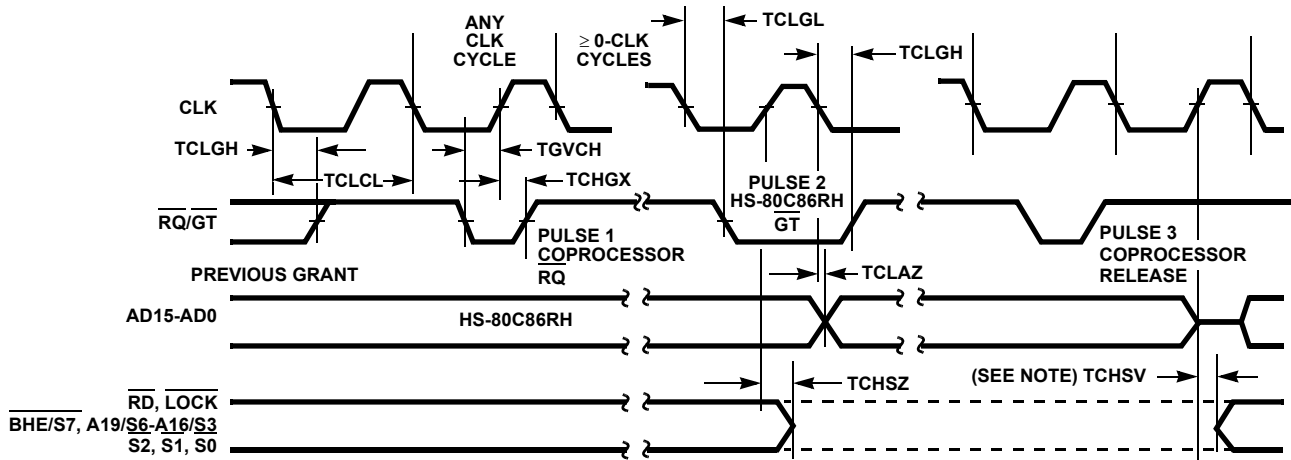 ANY
CLK
CYCLE
≥ 0-CLK
CYCLES
TCLGL
TCLGH
CLK
TCLGH
TGVCH
TCLCL
TCHGX
RQ/GT
PULSE 1
COPROCESSOR
RQ
PULSE 2
HS-80C86RH
GT
PULSE 3
COPROCESSOR
RELEASE
PREVIOUS GRANT
TCLAZ
AD15-AD0
HS-80C86RH
TCHSZ
(SEE NOTE) TCHSV
RD, LOCK
BHE/S7, A19/S6-A16/S3
S2, S1, S0